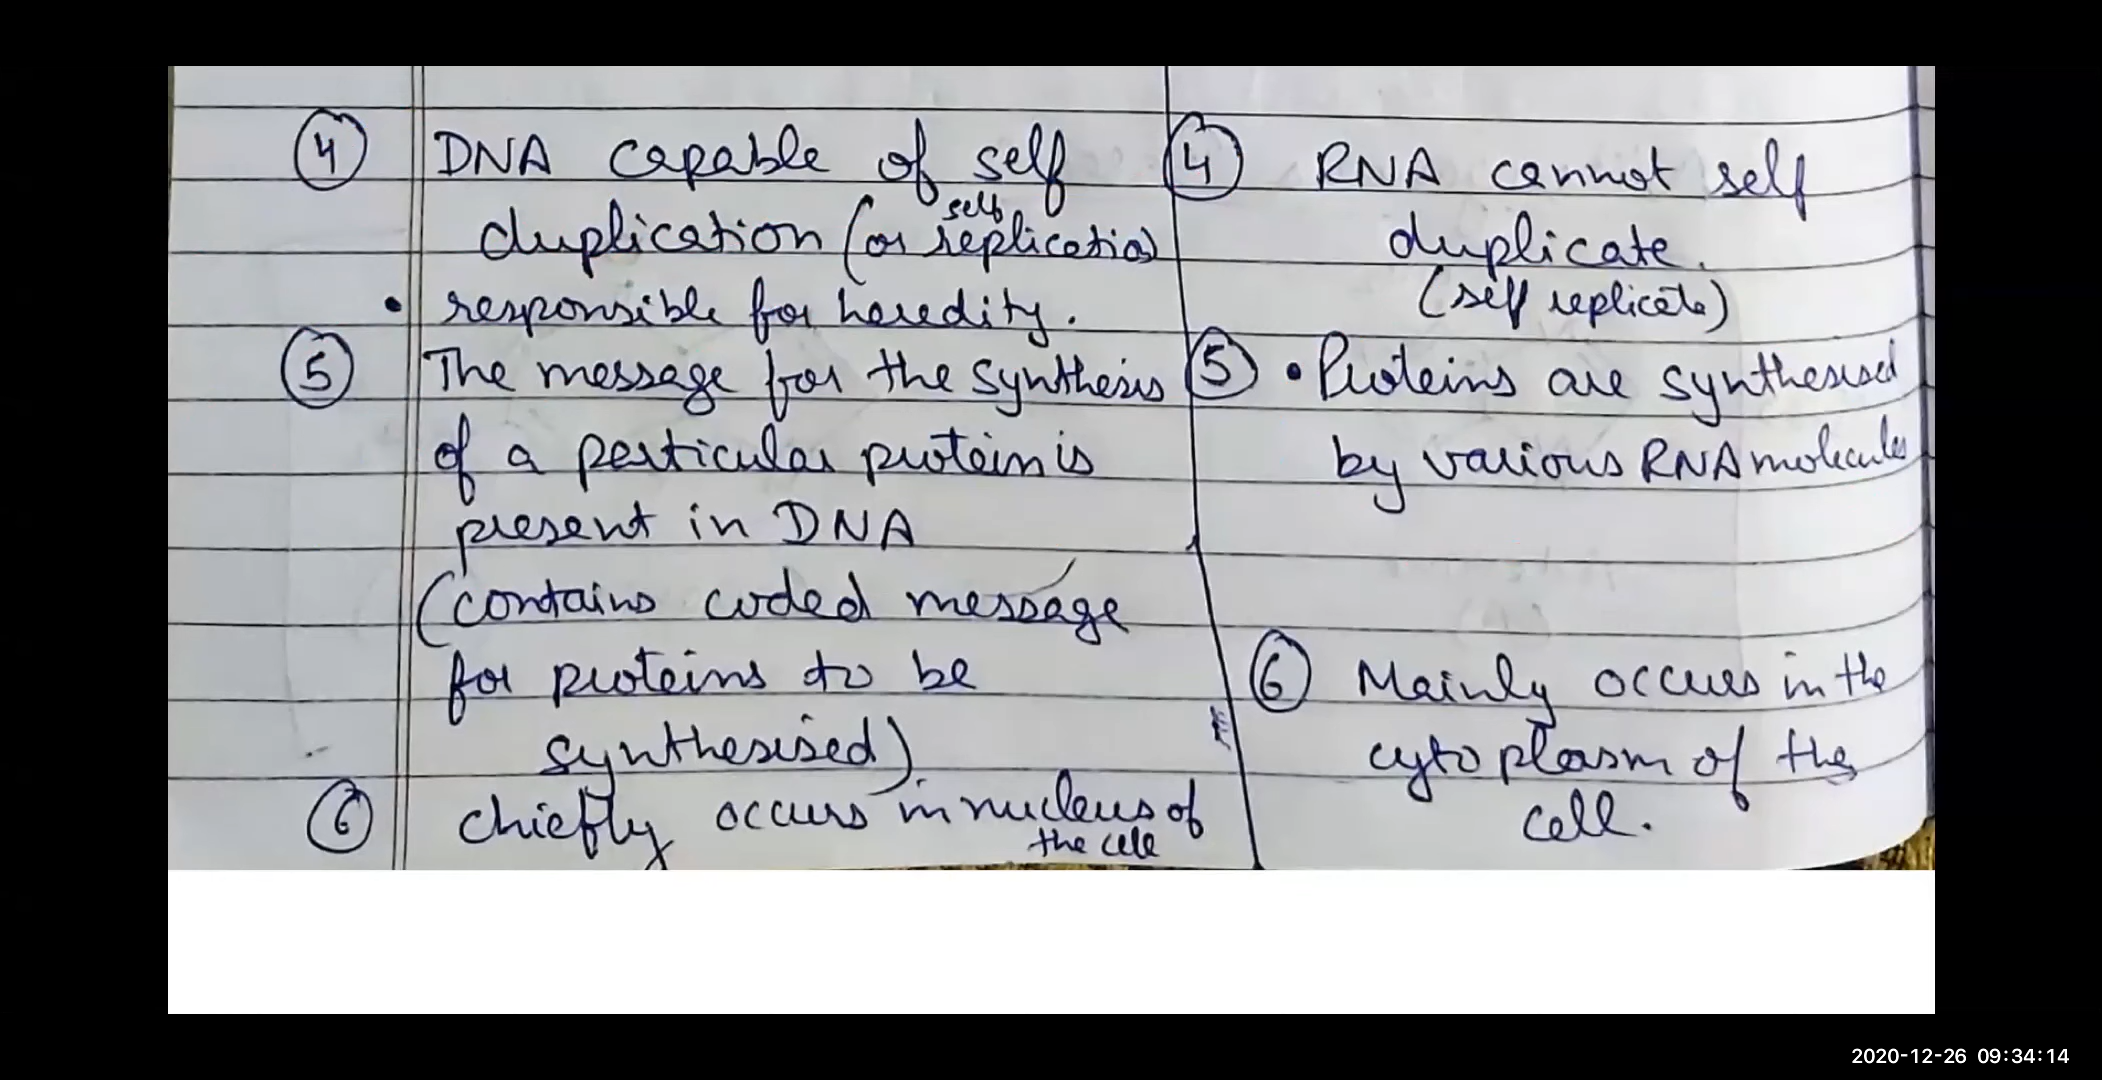 ④ DNA capable of self
duplication (or self replication)
• responsible for heredity.
⑤ The message for the synthesis
of a particular protein is
present in DNA
(contains coded message
for proteins to be
synthesised)
⑥ chiefly occurs in nucleus of
the cell
④ RNA cannot self
duplicate.
(self replicate)
⑤ • Proteins are synthesised
by various RNA molecules
⑥ Mainly occurs in the
cytoplasm of the
cell.
2020-12-26 09:34:14